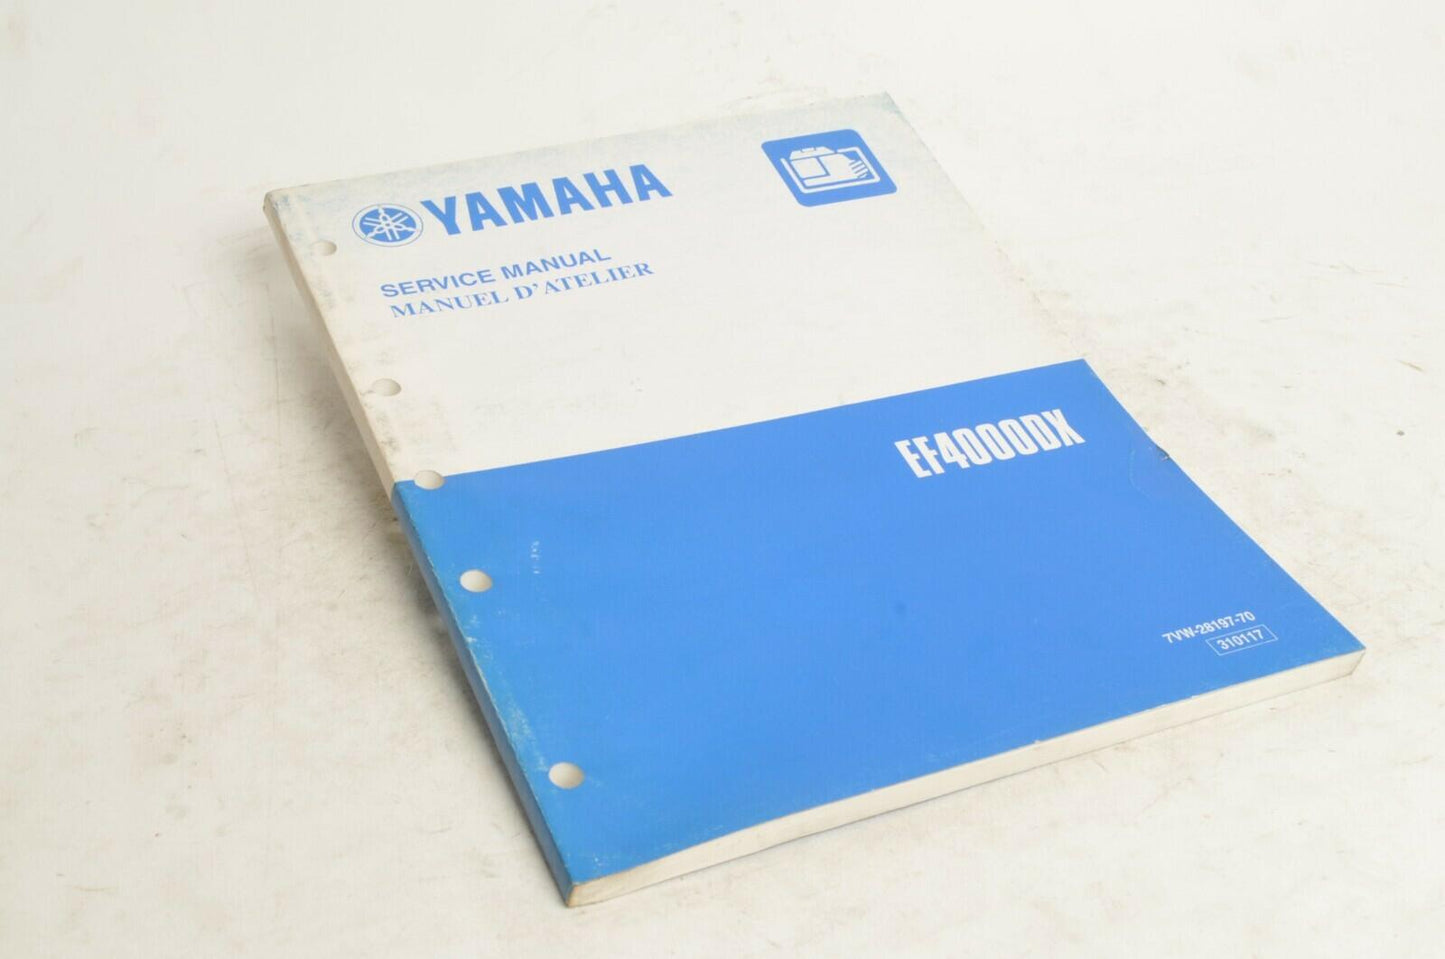 YAMAHA
SERVICE MANUAL
MANUEL D'ATELIER
EF4000DX
7VW-28197-70
310117